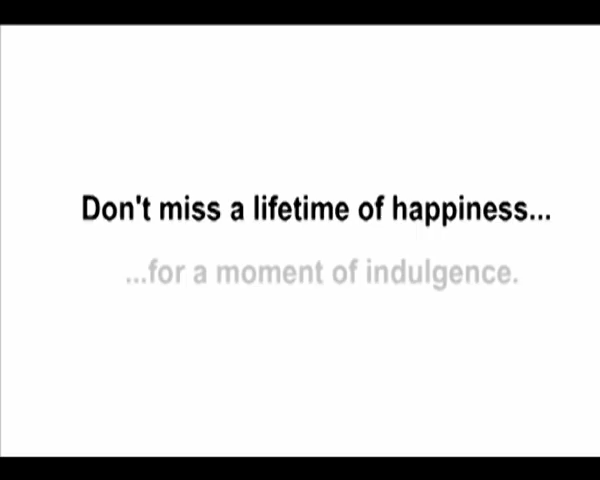 Don't miss a lifetime of happiness...
...for a moment of indulgence.